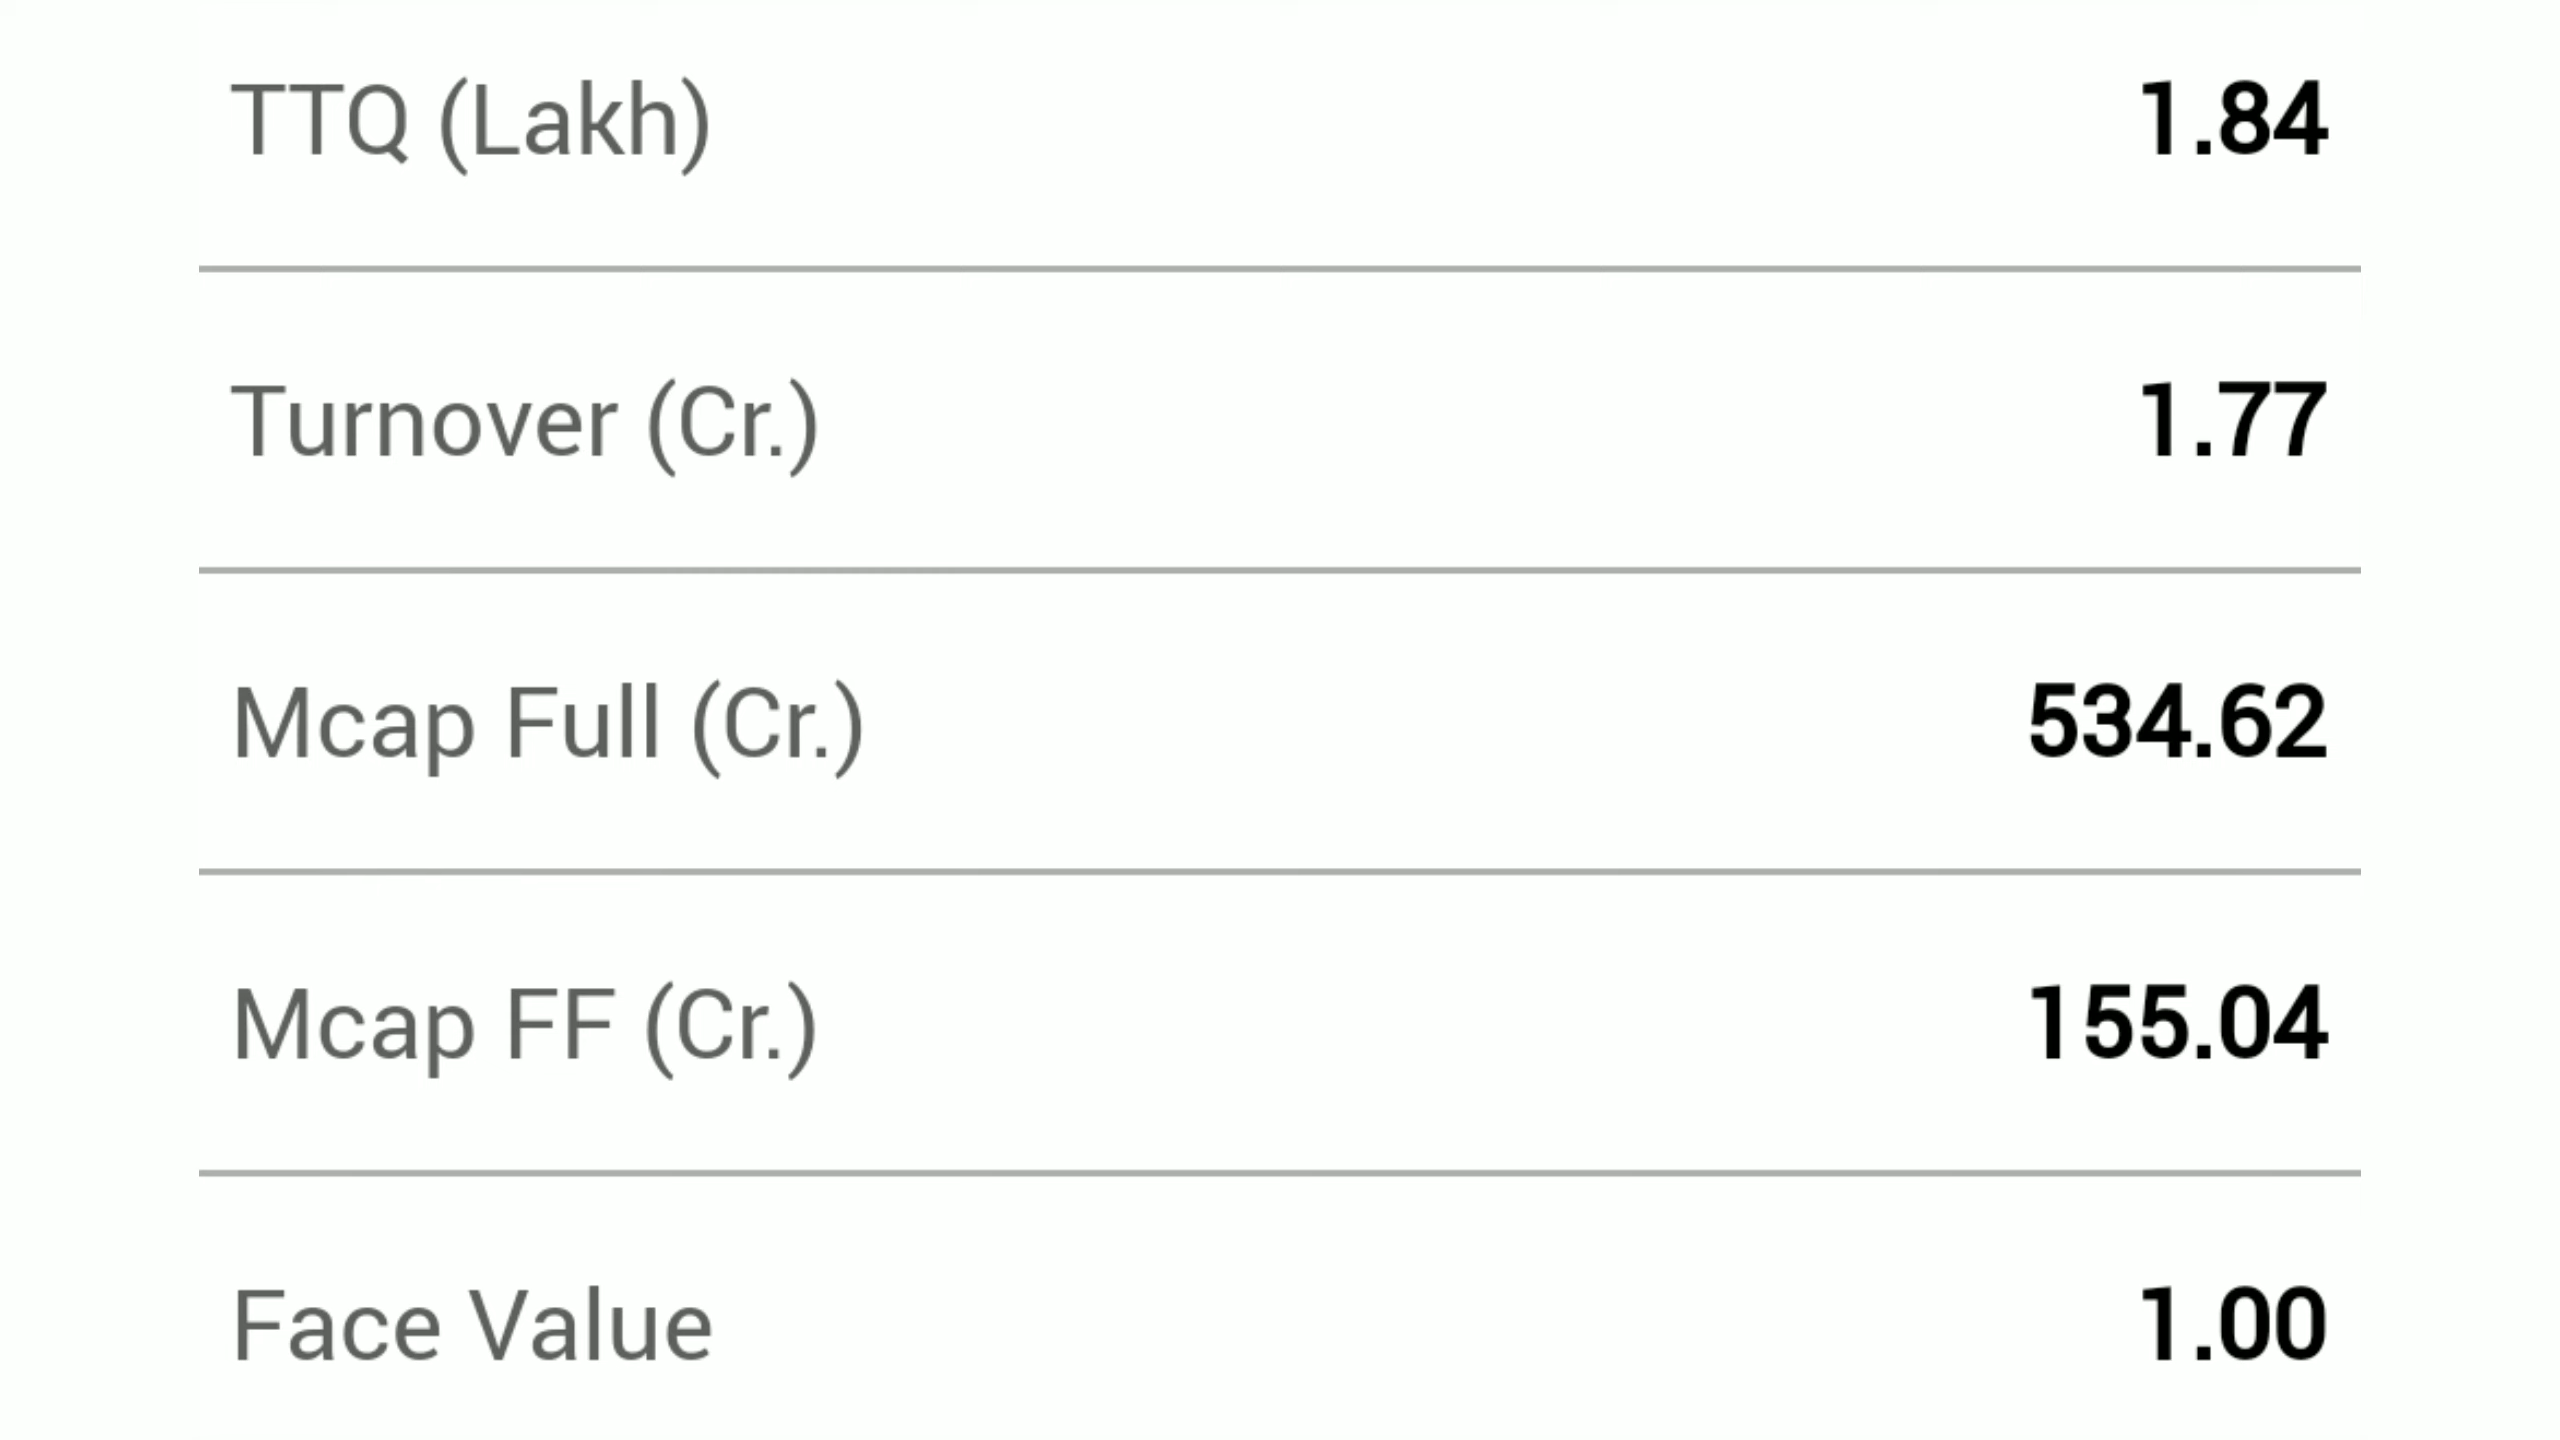 TTQ (Lakh) 1.84
Turnover (Cr.) 1.77
Mcap Full (Cr.) 534.62
Mcap FF (Cr.) 155.04
Face Value 1.00